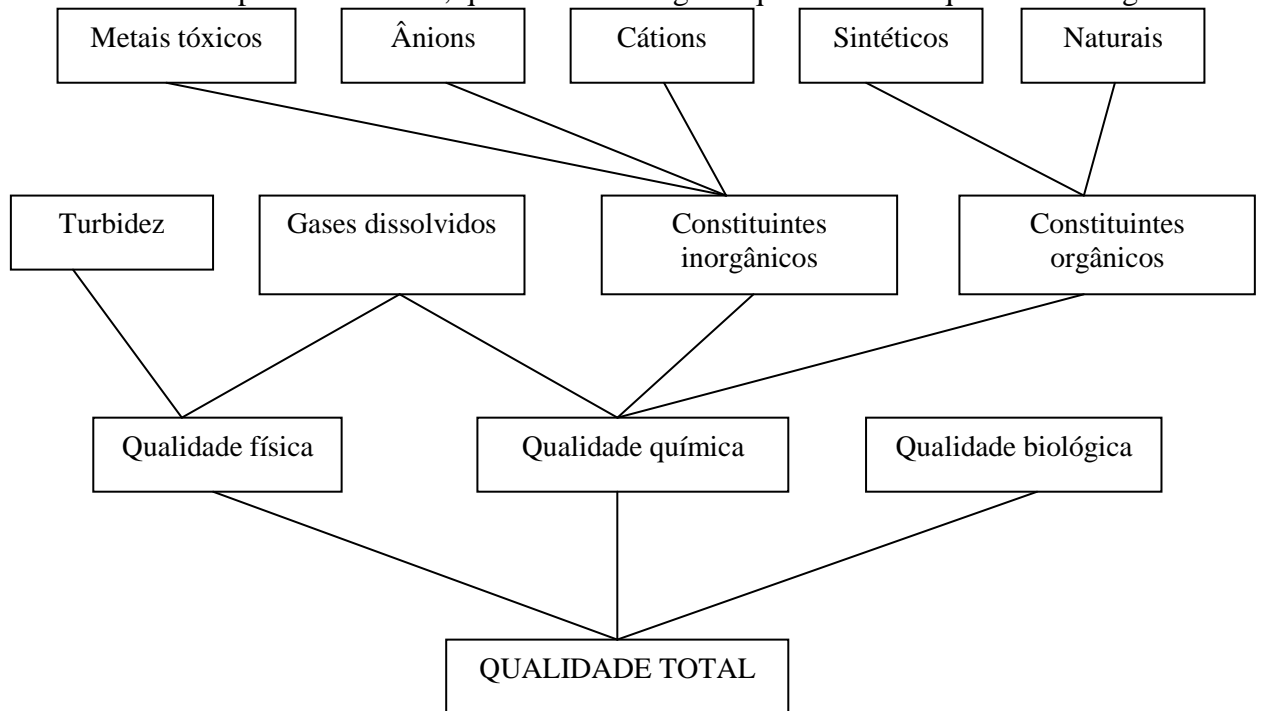 Metais tóxicos
Ânions
Cátions
Sintéticos
Naturais
Turbidez
Gases dissolvidos
Constituintes
inorgânicos
Constituintes
orgânicos
Qualidade física
Qualidade química
Qualidade biológica
QUALIDADE TOTAL